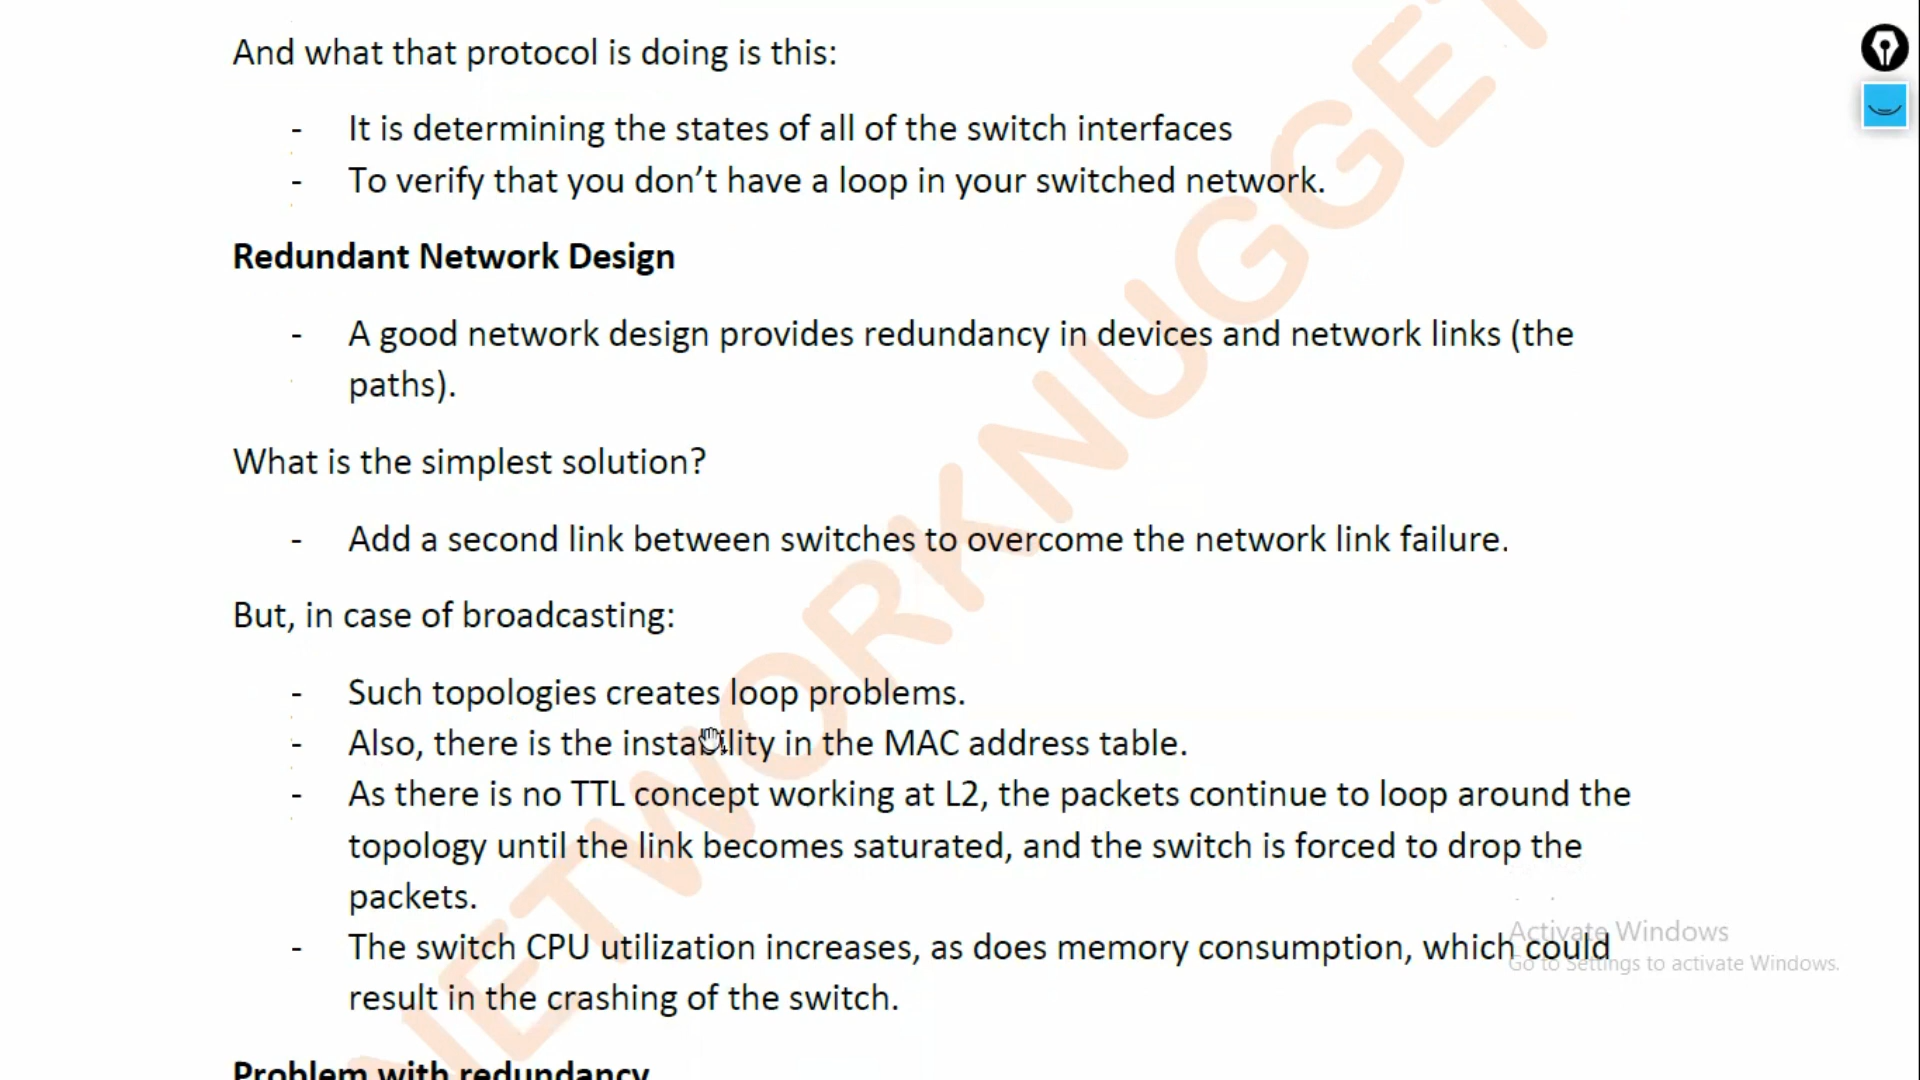 And what that protocol is doing is this:
- It is determining the states of all of the switch interfaces
- To verify that you don’t have a loop in your switched network.
Redundant Network Design
- A good network design provides redundancy in devices and network links (the
paths).
What is the simplest solution?
- Add a second link between switches to overcome the network link failure.
But, in case of broadcasting:
- Such topologies creates loop problems.
- Also, there is the instability in the MAC address table.
- As there is no TTL concept working at L2, the packets continue to loop around the
topology until the link becomes saturated, and the switch is forced to drop the
packets.
- The switch CPU utilization increases, as does memory consumption, which could
result in the crashing of the switch.
Problem with redundancy
NETWORKNUGGET
Activate Windows
Go to Settings to activate Windows.